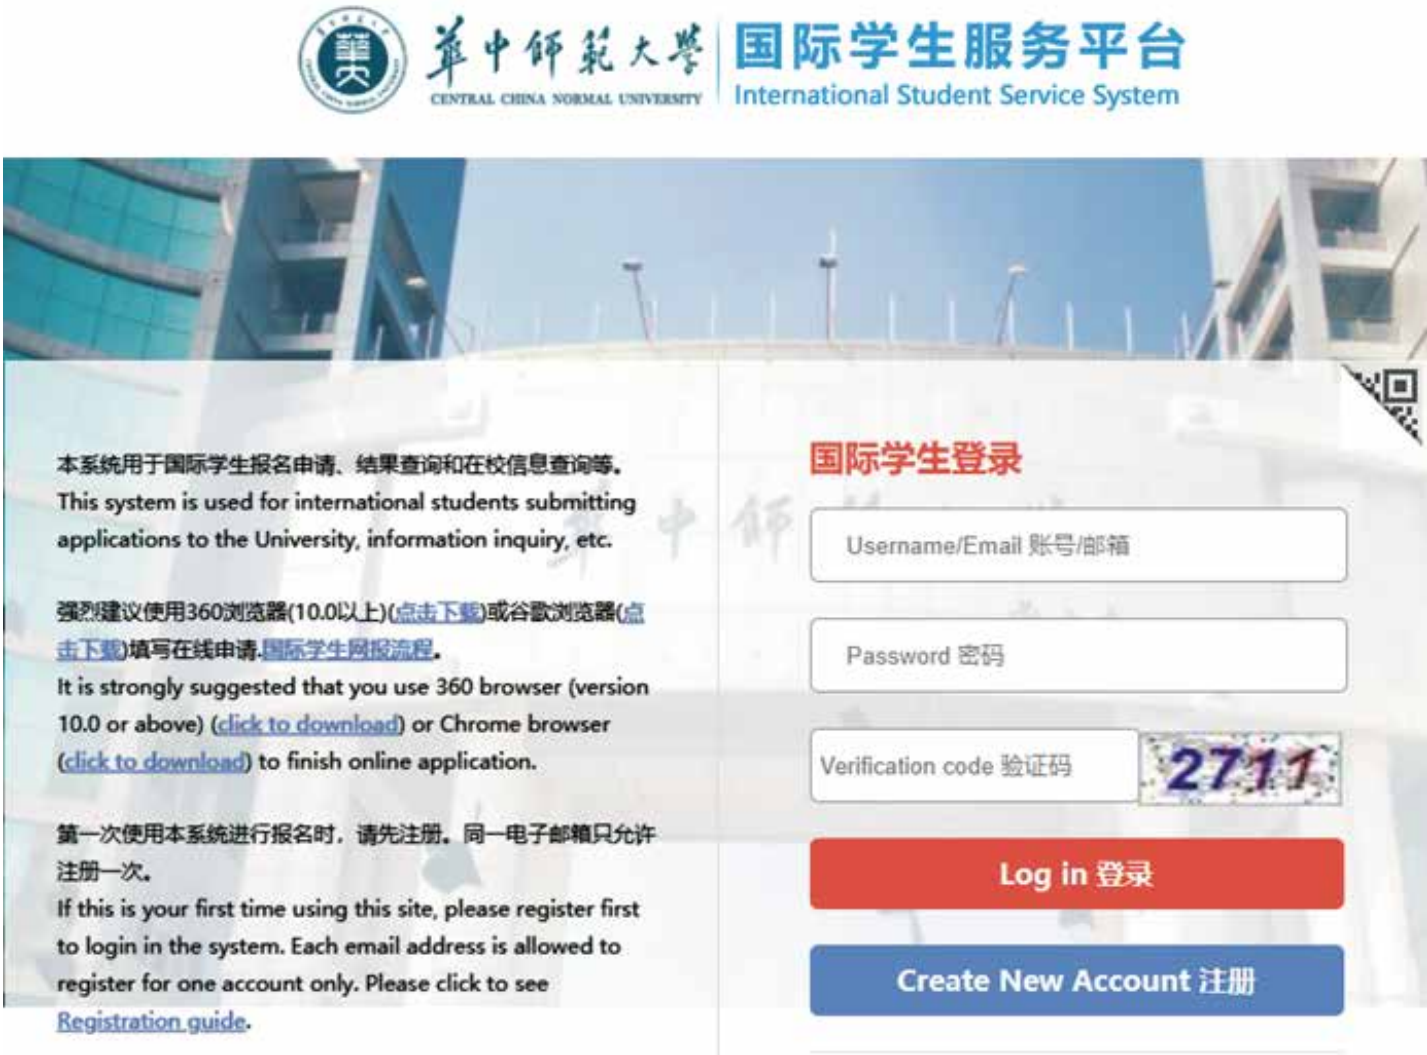 華中師範大學
CENTRAL CHINA NORMAL UNIVERSITY
国际学生服务平台
International Student Service System
本系统用于国际学生报名申请、结果查询和在校信息查询等。
This system is used for international students submitting
applications to the University, information inquiry, etc.
强烈建议使用360浏览器(10.0以上)(点击下载)或谷歌浏览器(点
击下载)填写在线申请.国际学生网报流程。
It is strongly suggested that you use 360 browser (version
10.0 or above) (click to download) or Chrome browser
(click to download) to finish online application.
第一次使用本系统进行报名时，请先注册。同一电子邮箱只允许
注册一次。
If this is your first time using this site, please register first
to login in the system. Each email address is allowed to
register for one account only. Please click to see
Registration guide.
国际学生登录
Username/Email 账号/邮箱
Password 密码
Verification code 验证码
2711
Log in 登录
Create New Account 注册